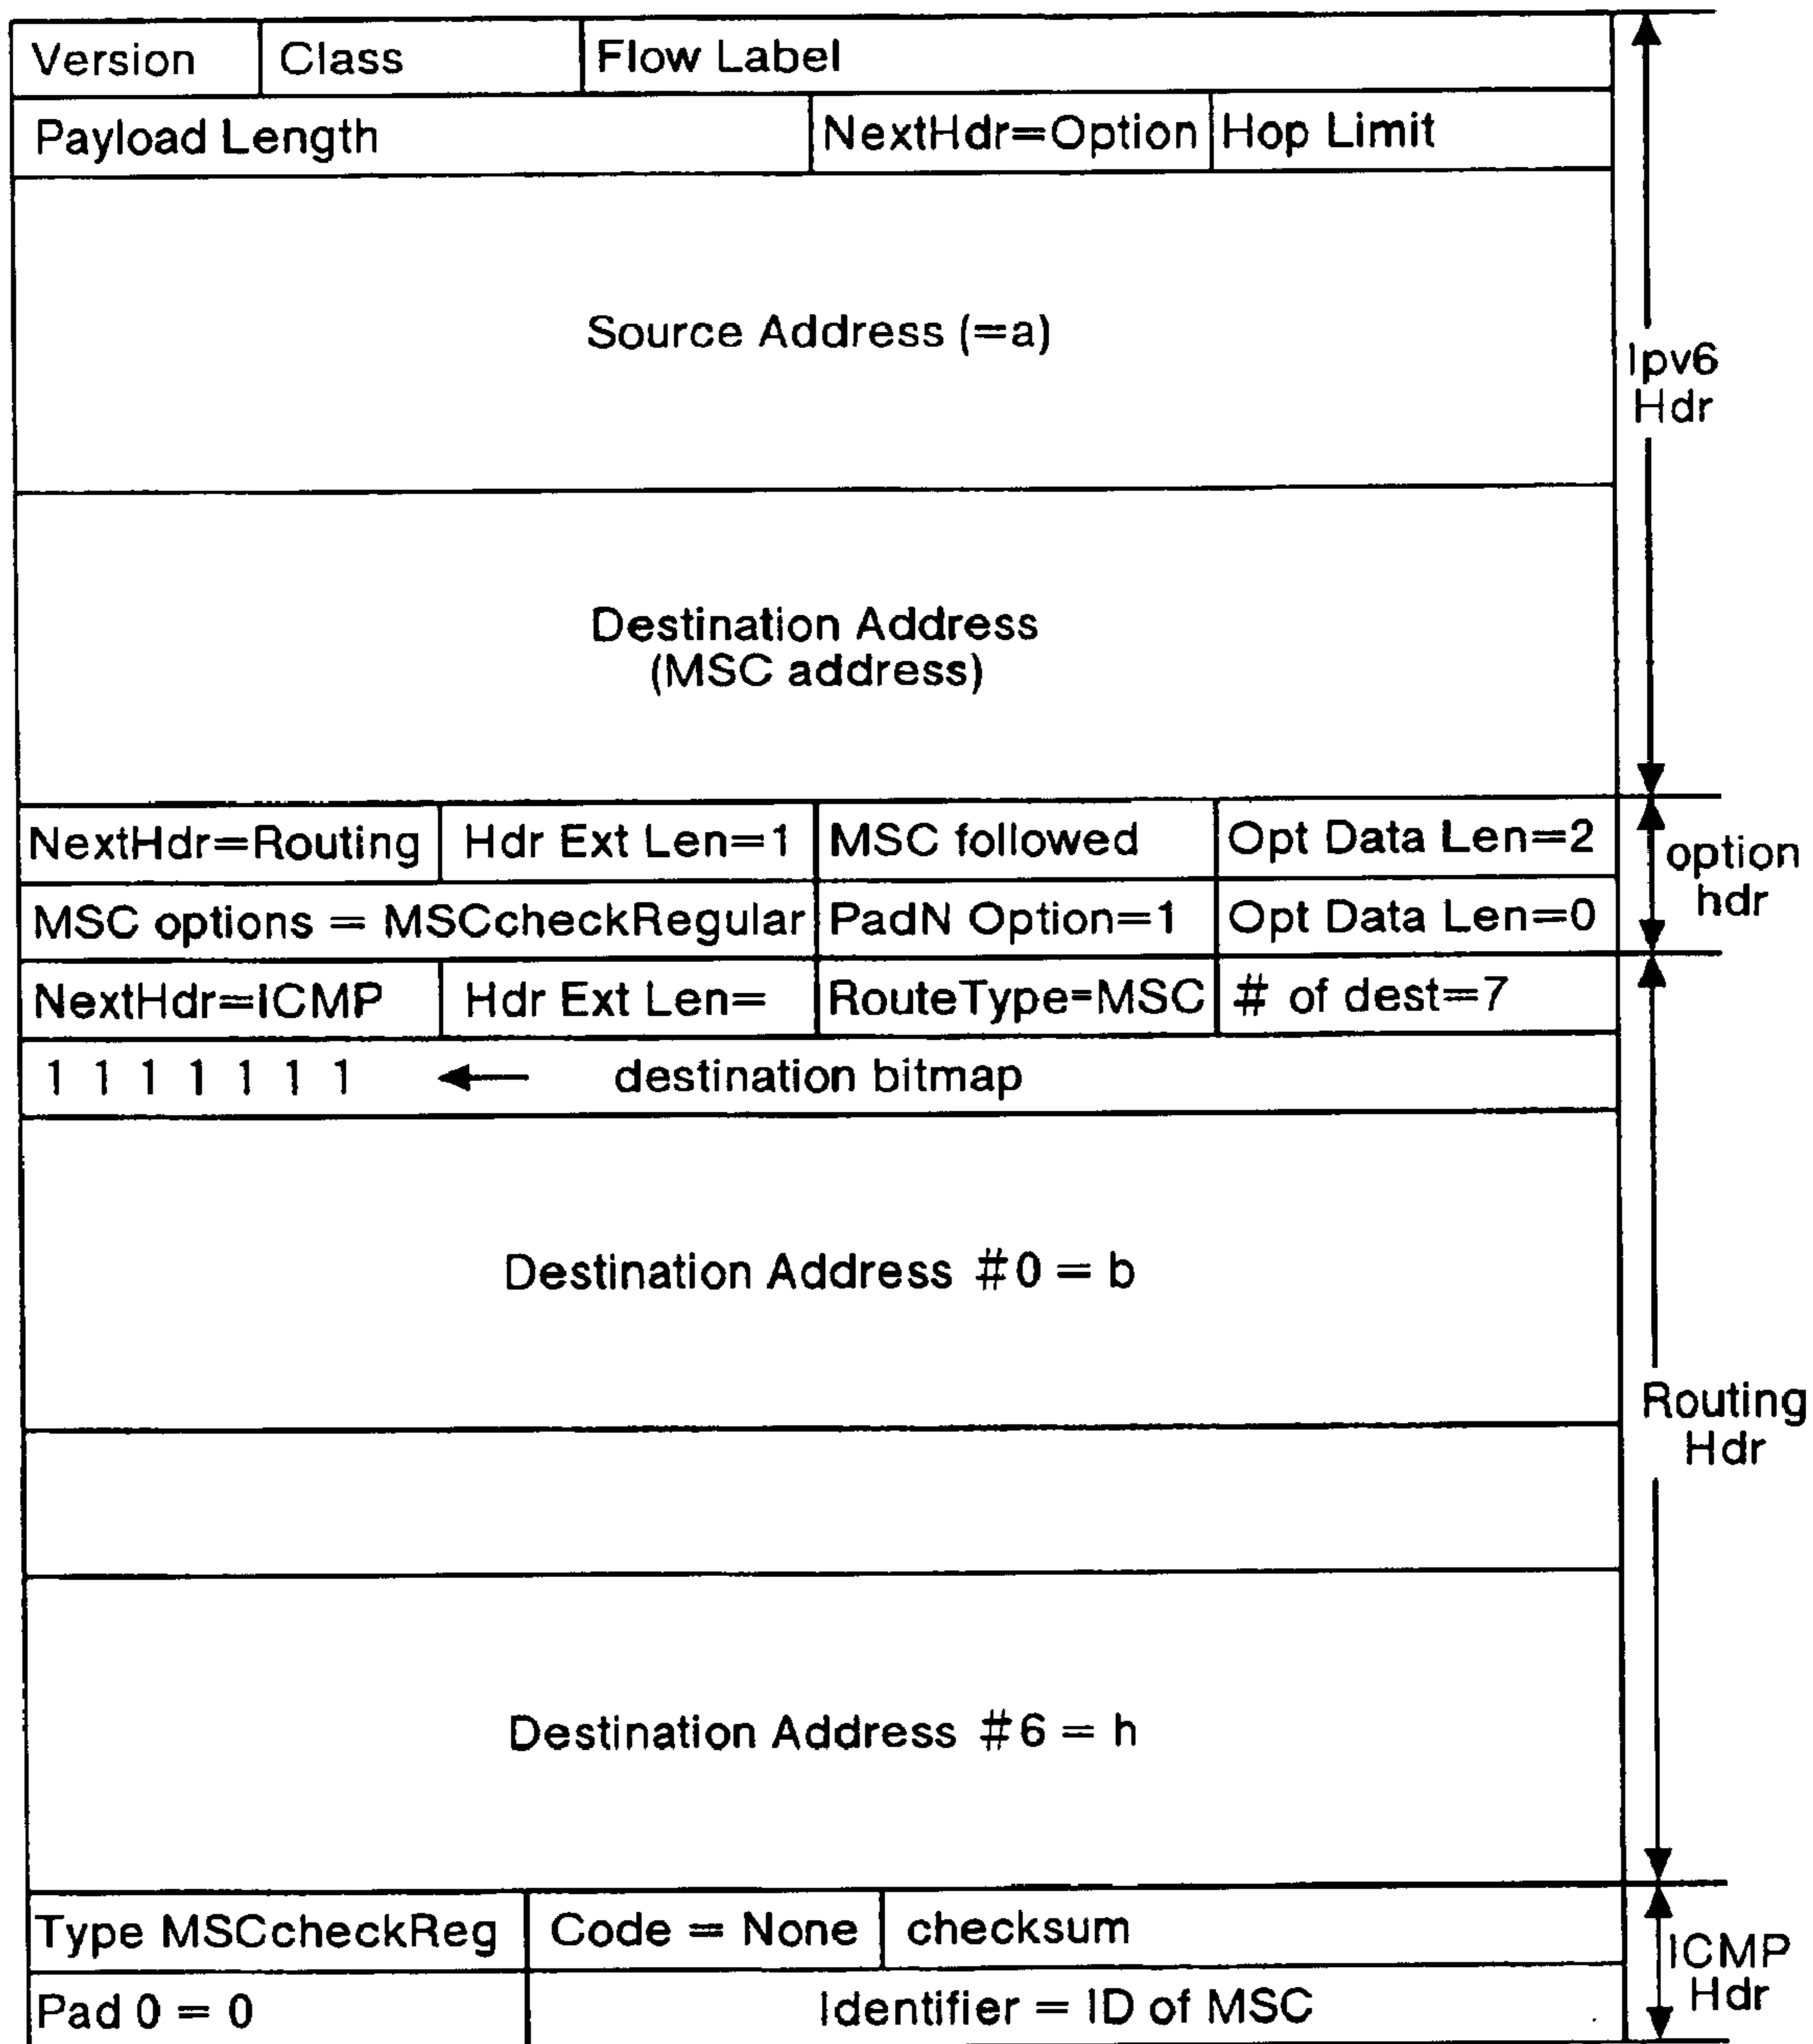 Version Class Flow Label
Payload Length NextHdr=Option Hop Limit
Source Address (=a)
Ipv6
Hdr
Destination Address
(MSC address)
NextHdr=Routing Hdr Ext Len=1 MSC followed Opt Data Len=2
MSC options = MSCcheckRegular PadN Option=1 Opt Data Len=0
option
hdr
NextHdr=ICMP Hdr Ext Len= RouteType=MSC # of dest=7
1 1 1 1 1 1 1 ← destination bitmap
Destination Address #0 = b
Routing
Hdr
Destination Address #6 = h
Type MSCcheckReg Code = None checksum
Pad 0 = 0 Identifier = ID of MSC
ICMP
Hdr